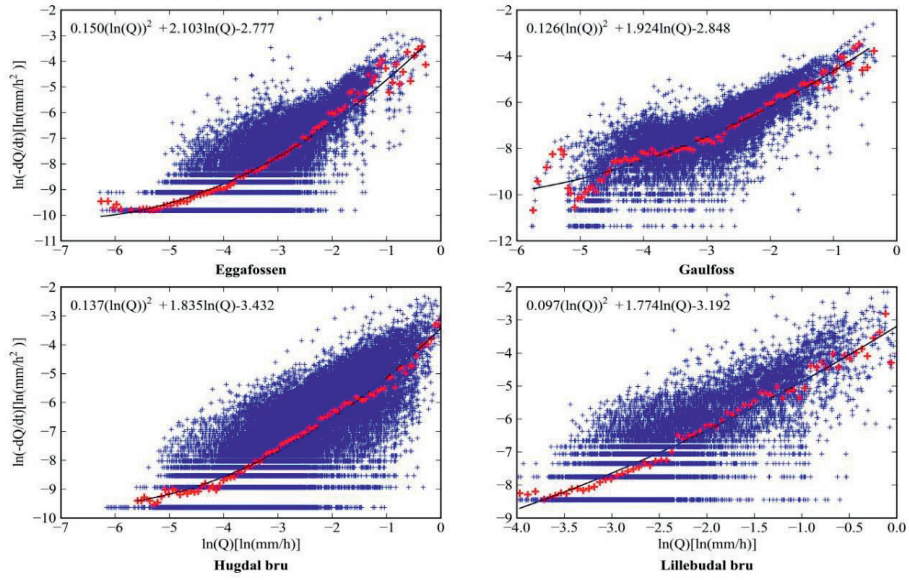 0.150(ln(Q))² +2.103ln(Q)-2.777
ln(-dQ/dt)[ln(mm/h² )]
−2
−3
−4
−5
−6
−7
−8
−9
−10
−11
−7 −6 −5 −4 −3 −2 −1 0
Eggafossen
0.126(ln(Q))² +1.924ln(Q)-2.848
−2
−4
−6
−8
−10
−12
−6 −5 −4 −3 −2 −1 0
Gaulfoss
0.137(ln(Q))² +1.835ln(Q)-3.432
ln(-dQ/dt)[ln(mm/h² )]
−2
−3
−4
−5
−6
−7
−8
−9
−10
−7 −6 −5 −4 −3 −2 −1 0
ln(Q)[ln(mm/h)]
Hugdal bru
0.097(ln(Q))² +1.774ln(Q)-3.192
−2
−3
−4
−5
−6
−7
−8
−9
−4.0 −3.5 −3.0 −2.5 −2.0 −1.5 −1.0 −0.5 0.0
ln(Q)[ln(mm/h)]
Lillebudal bru